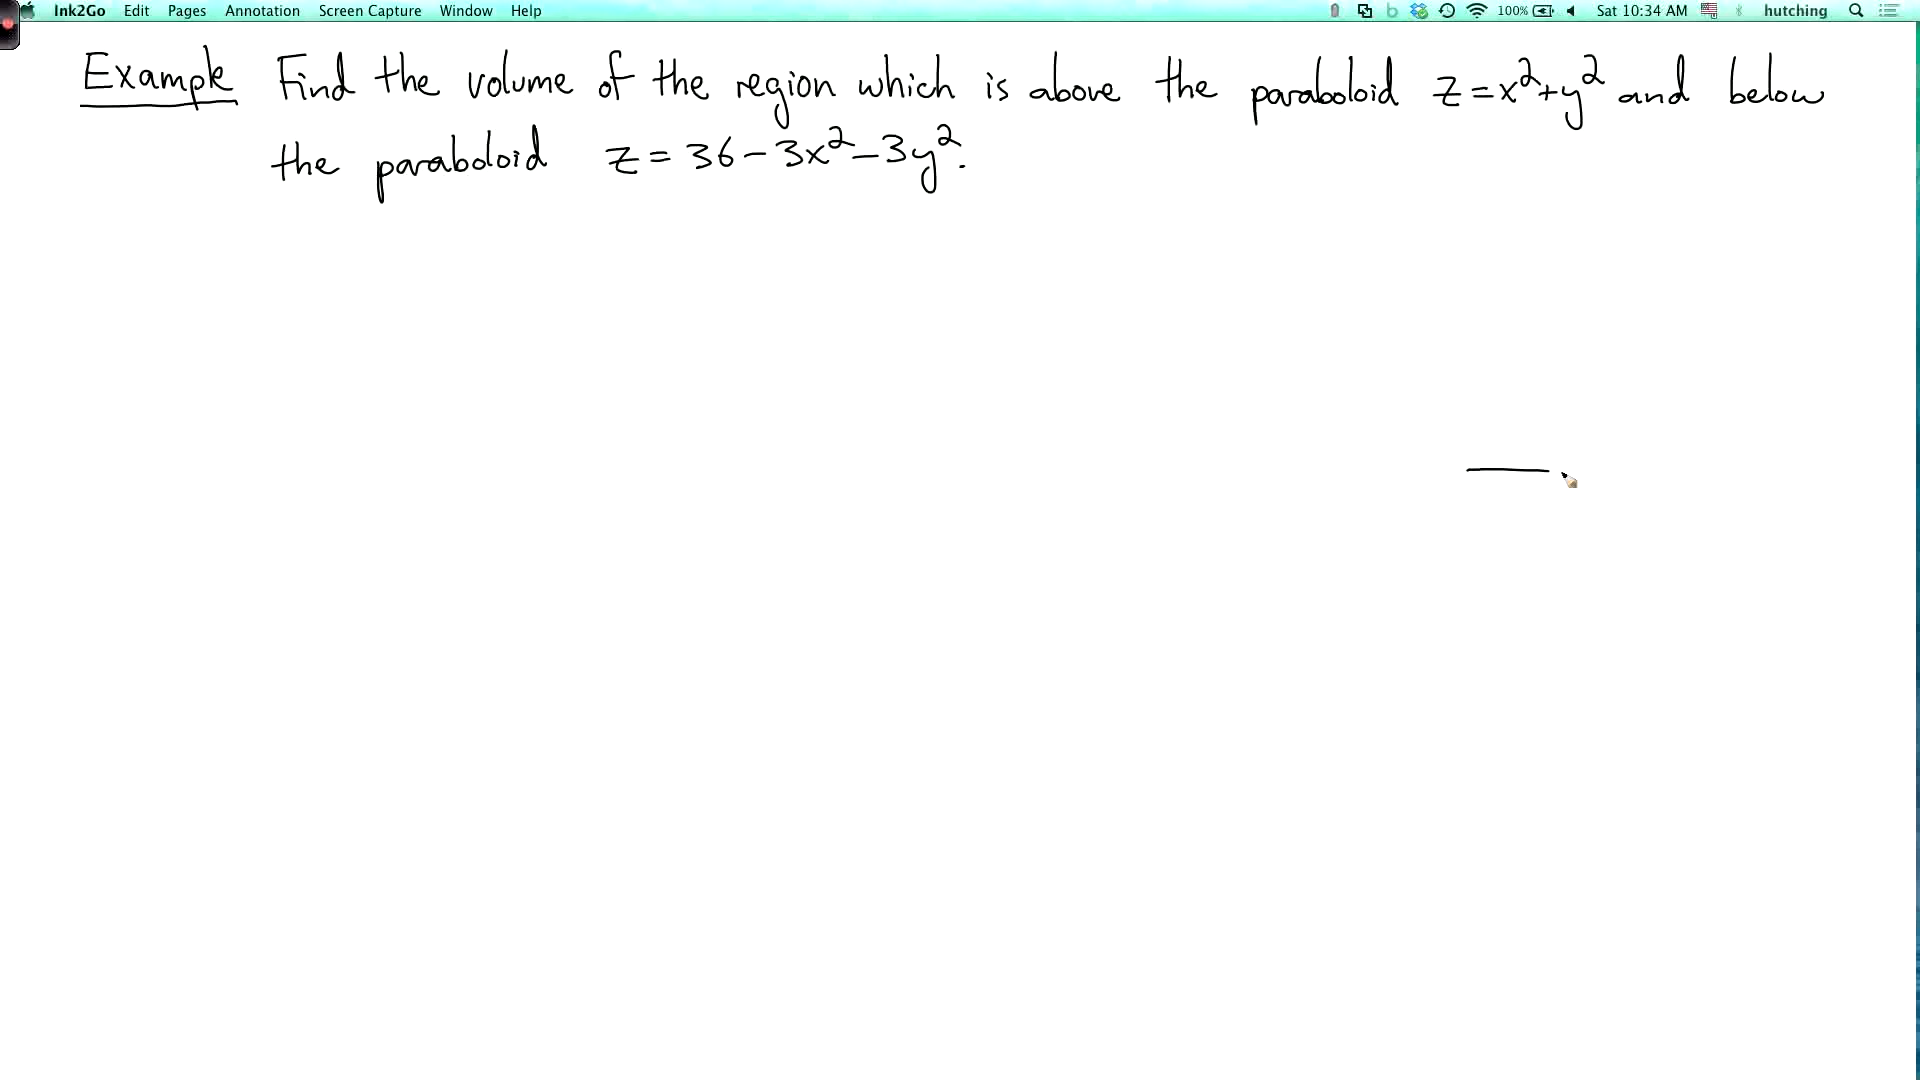 Ink2Go Edit Pages Annotation Screen Capture Window Help 100% Sat 10:34 AM hutching
Example Find the volume of the region which is above the paraboloid z=x²+y² and below
the paraboloid z=36-3x²-3y².